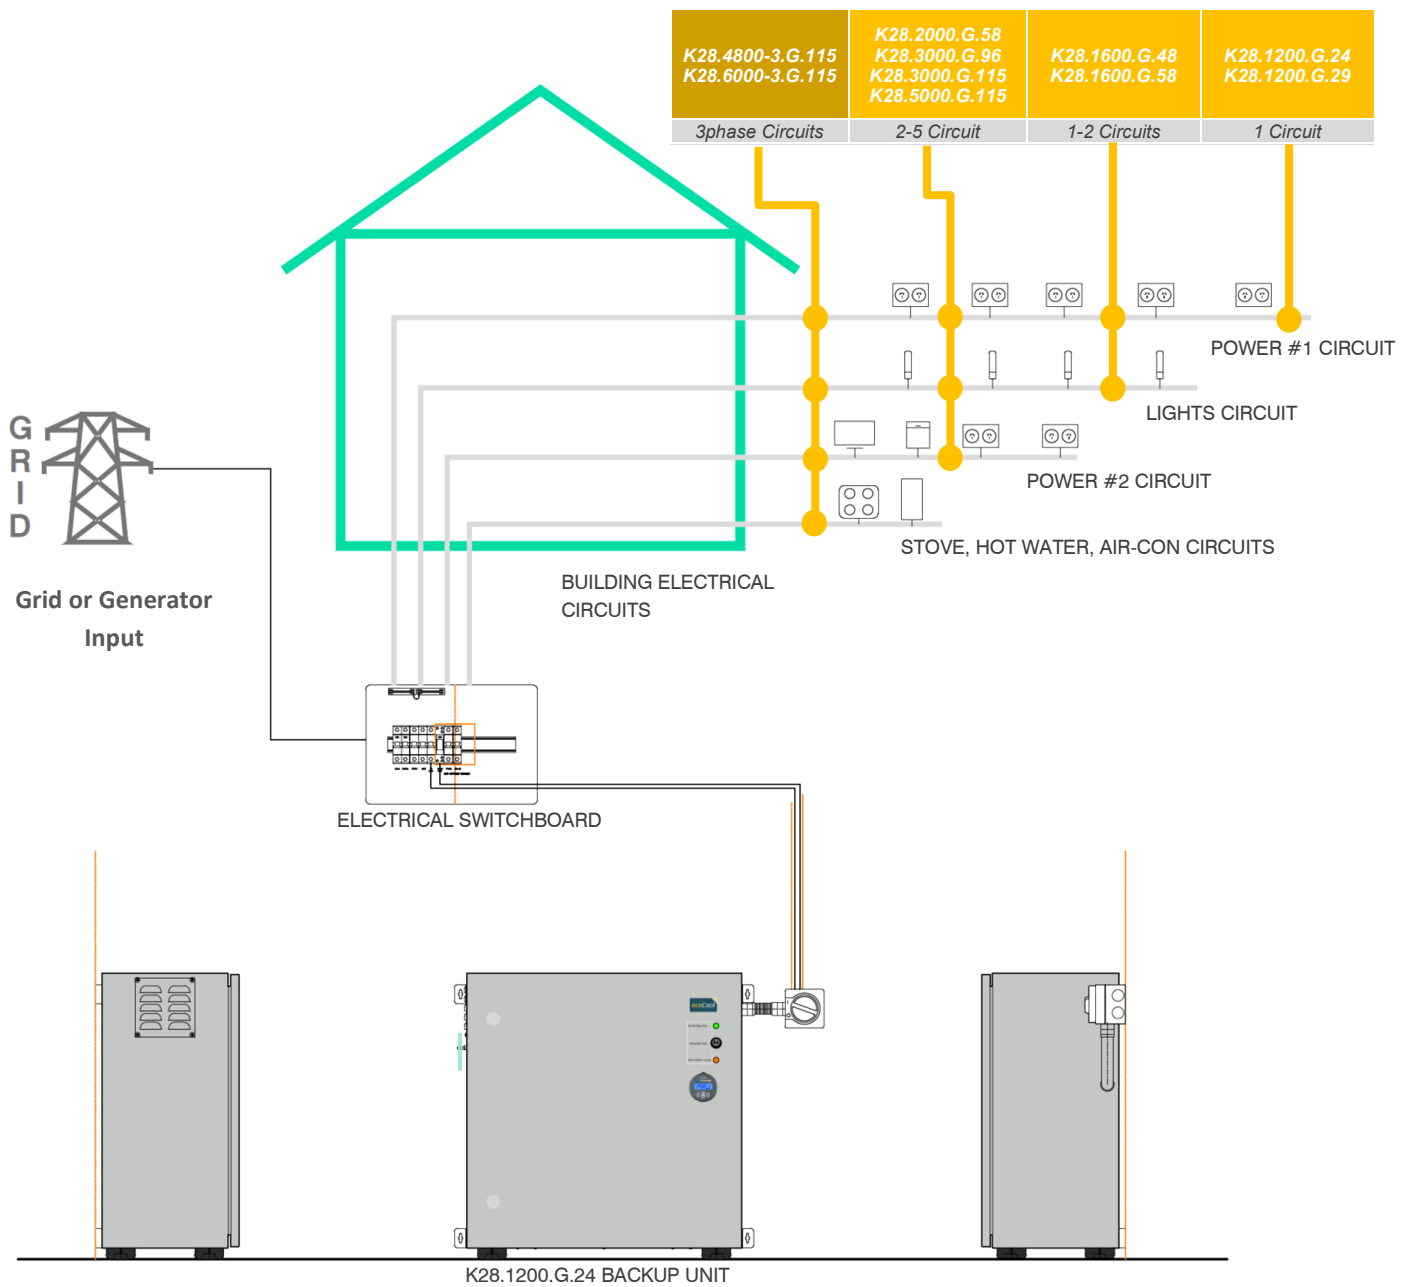 K28.4800-3.G.115
K28.6000-3.G.115
K28.2000.G.58
K28.3000.G.96
K28.3000.G.115
K28.5000.G.115
K28.1600.G.48
K28.1600.G.58
K28.1200.G.24
K28.1200.G.29
3phase Circuits
2-5 Circuit
1-2 Circuits
1 Circuit
POWER #1 CIRCUIT
LIGHTS CIRCUIT
POWER #2 CIRCUIT
STOVE, HOT WATER, AIR-CON CIRCUITS
GRID
Grid or Generator
Input
BUILDING ELECTRICAL
CIRCUITS
ELECTRICAL SWITCHBOARD
ecoCool
K28.1200.G.24 BACKUP UNIT